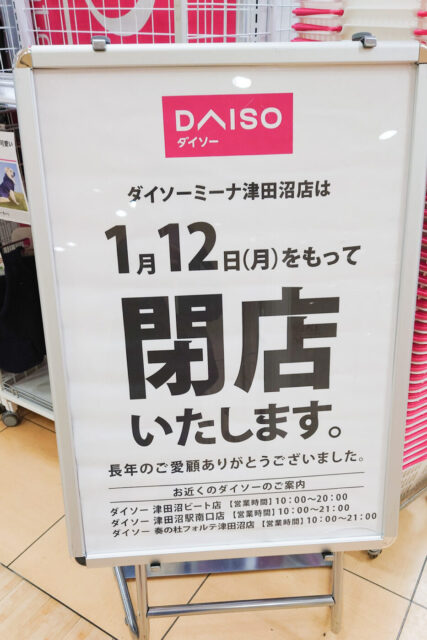 DAISO
ダイソー
ダイソーミーナ津田沼店は
1月12日(月)をもって
閉店
いたします。
長年のご愛顧ありがとうございました。
お近くのダイソーのご案内
ダイソー 津田沼ビート店 【営業時間】10:00~20:00
ダイソー 津田沼駅南口店 【営業時間】10:00~21:00
ダイソー 奏の杜フォルテ津田沼店 【営業時間】10:00~21:00